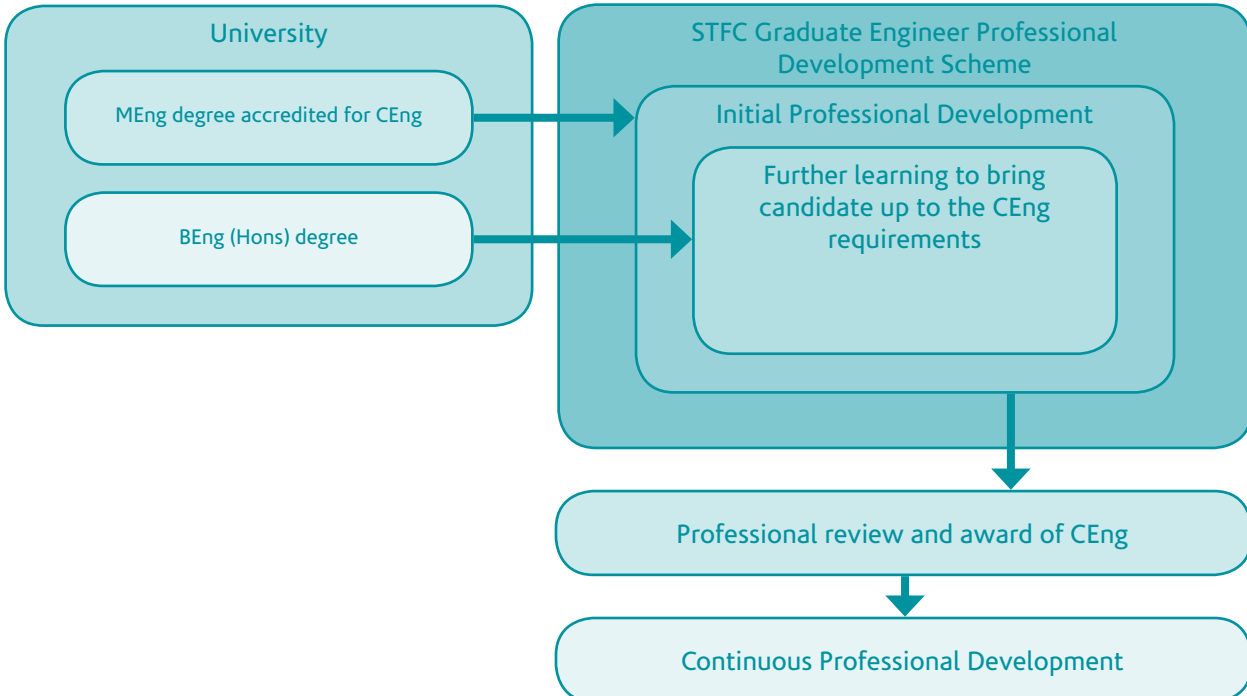 University
MEng degree accredited for CEng
BEng (Hons) degree
STFC Graduate Engineer Professional
Development Scheme
Initial Professional Development
Further learning to bring
candidate up to the CEng
requirements
Professional review and award of CEng
Continuous Professional Development